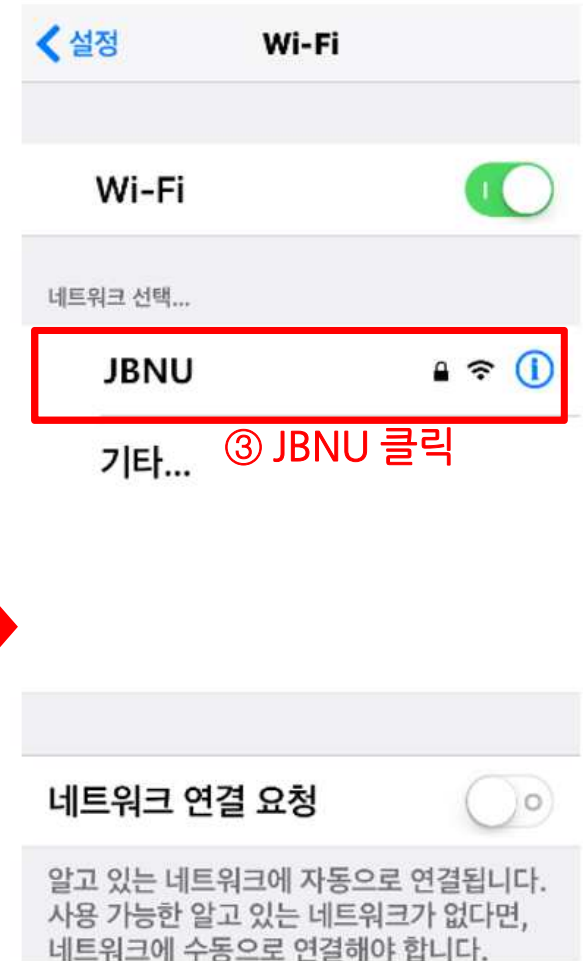 설정 Wi-Fi
Wi-Fi
네트워크 선택...
JBNU
③ JBNU 클릭
기타...
네트워크 연결 요청
알고 있는 네트워크에 자동으로 연결됩니다.
사용 가능한 알고 있는 네트워크가 없다면,
네트워크에 수동으로 연결해야 합니다.